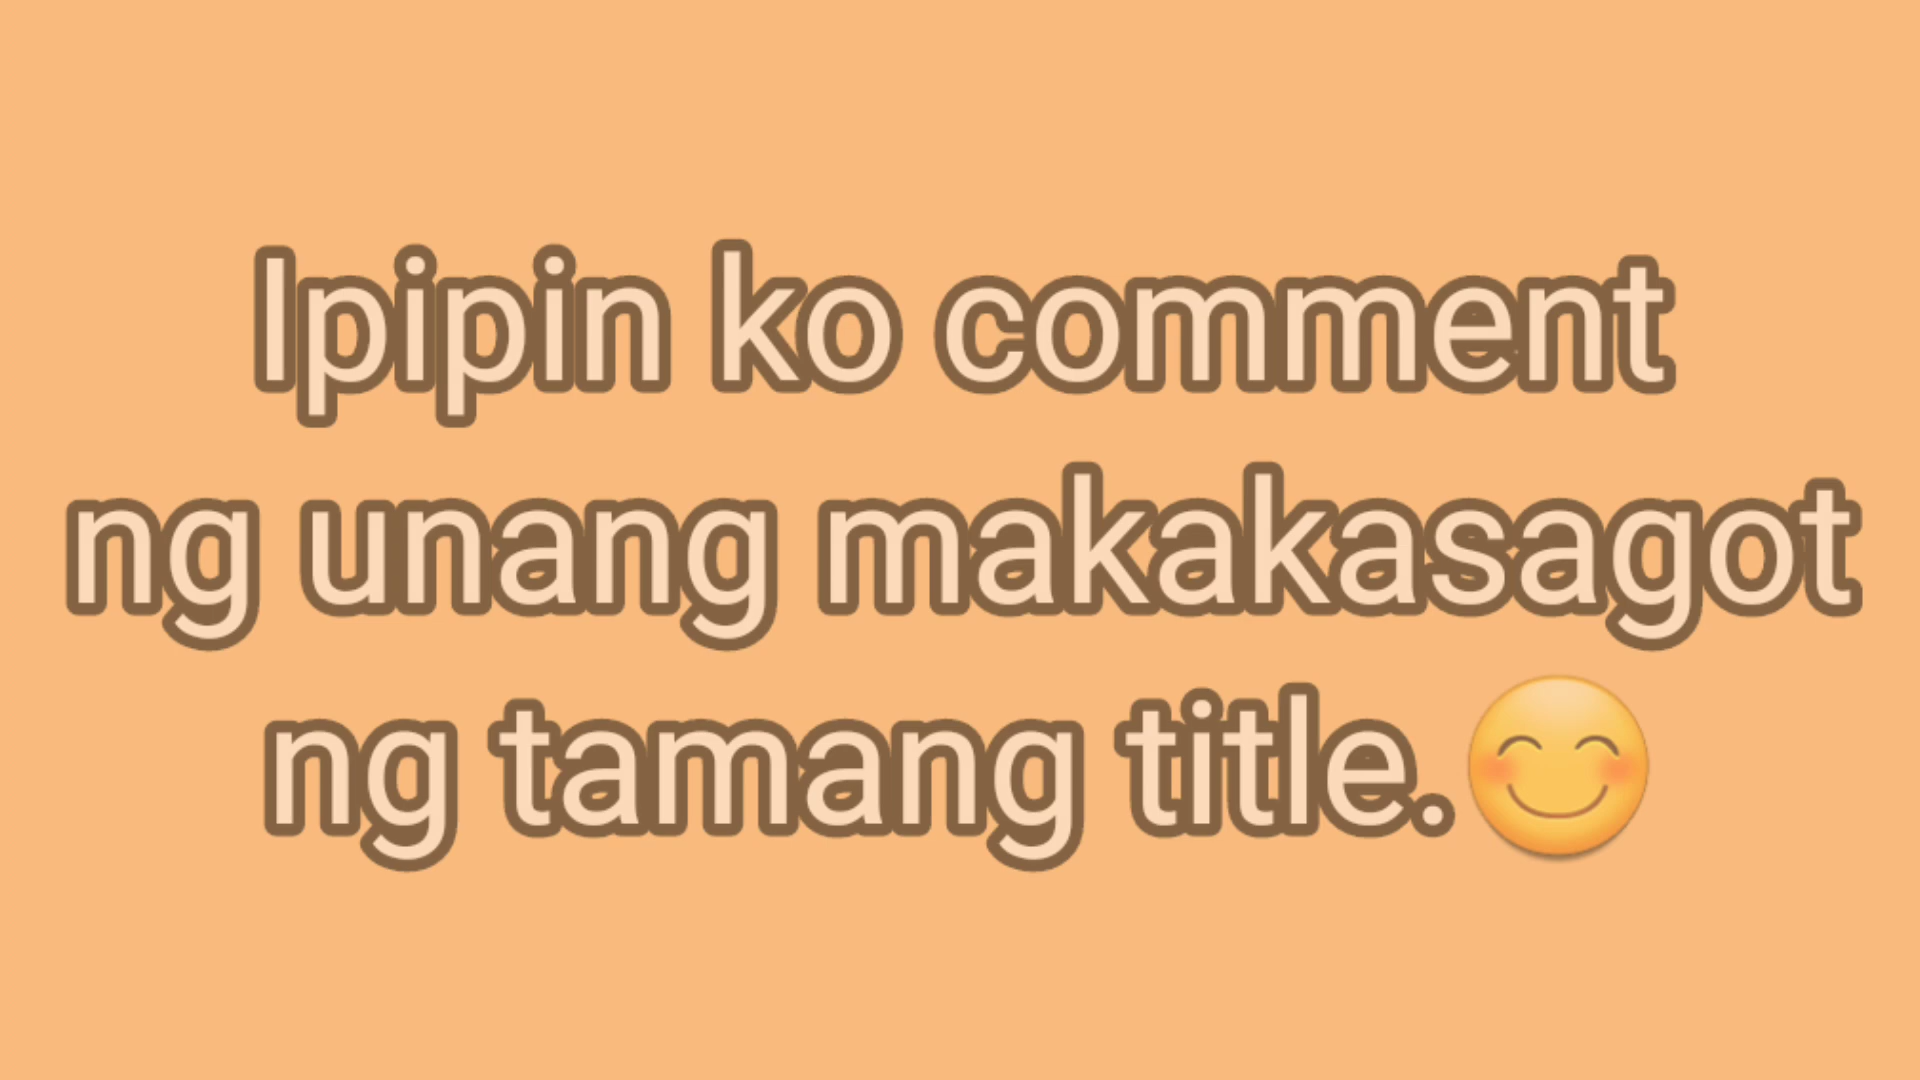 Ipipin ko comment
ng unang makakasagot
ng tamang title.😊